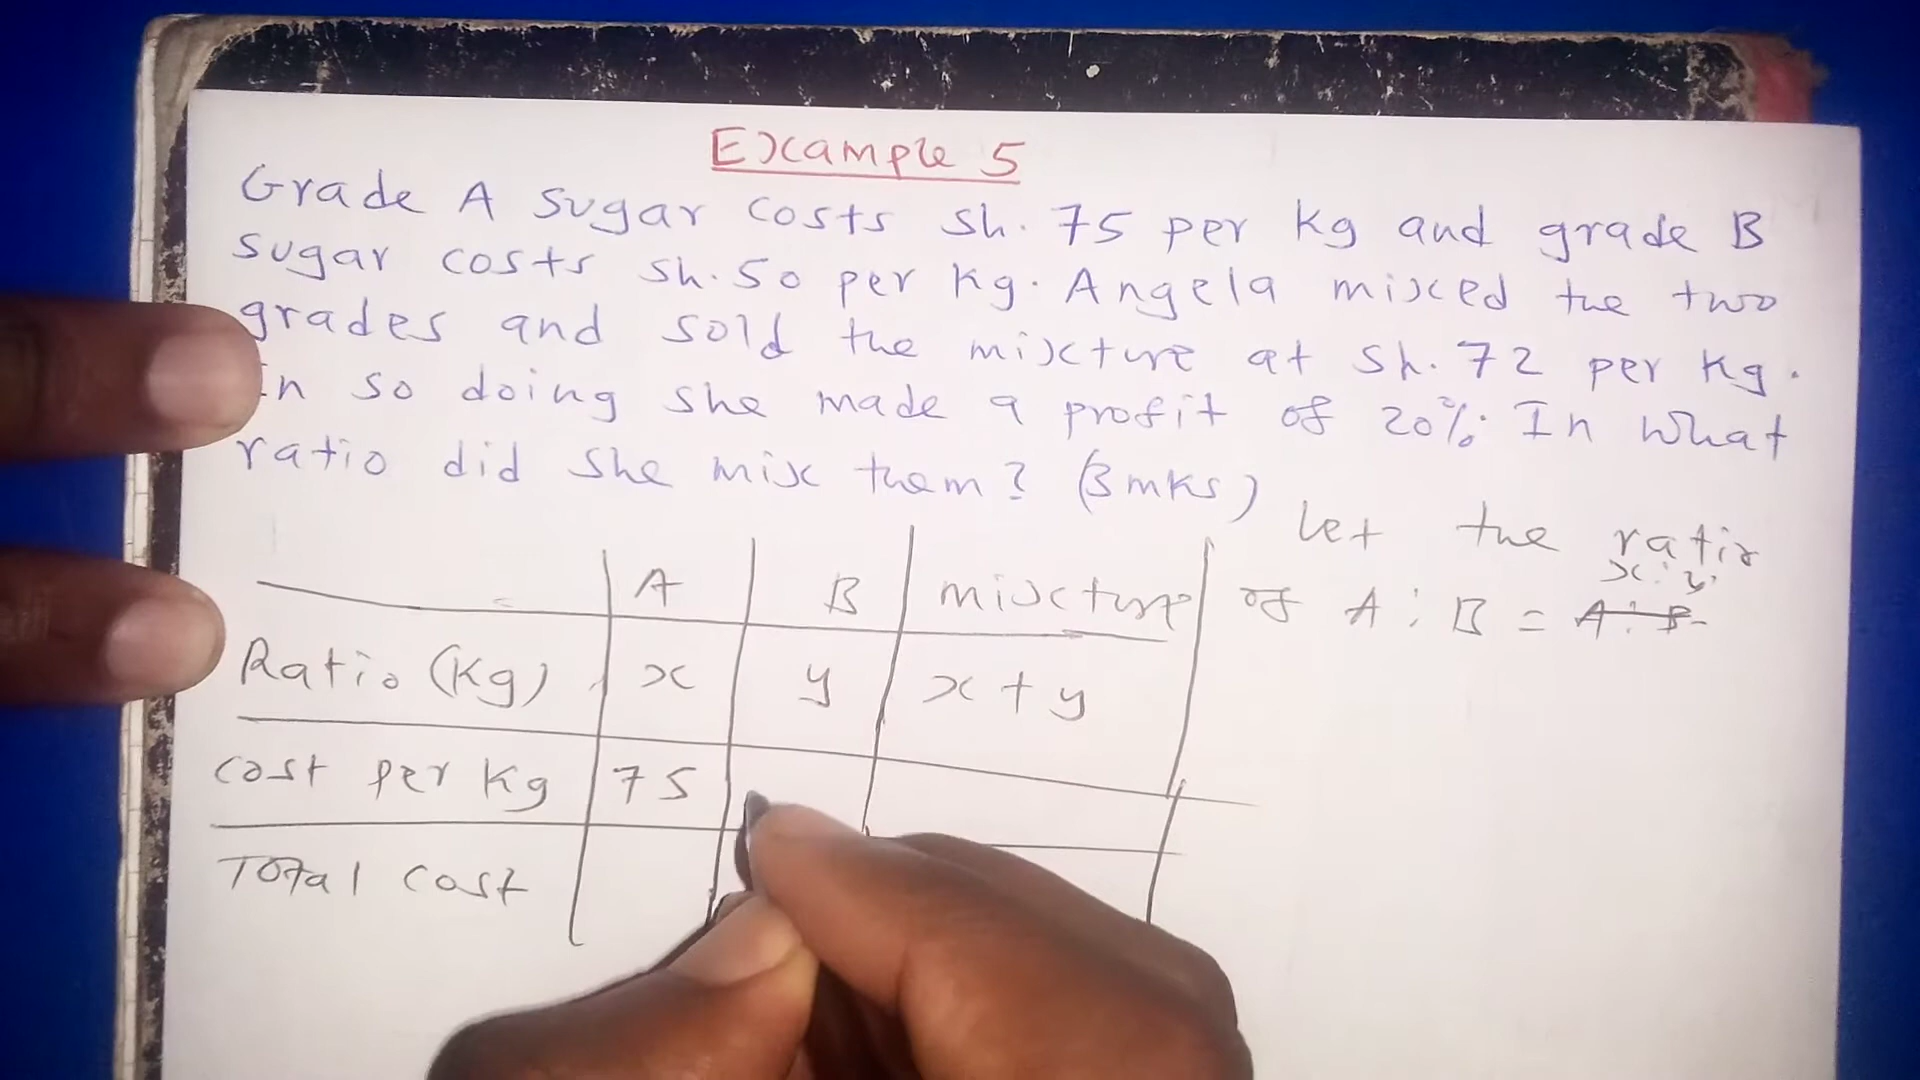 Example 5
Grade A sugar costs sh. 75 per kg and grade B
sugar costs sh. 50 per kg. Angela mixed the two
grades and sold the mixture at sh. 72 per kg.
In so doing she made a profit of 20%. In what
ratio did she mix them? (3mks)
Let the ratio
x:y
of A : B = A : B
A B mixture
Ratio (kg) x y x + y
cost per kg 75
Total cost